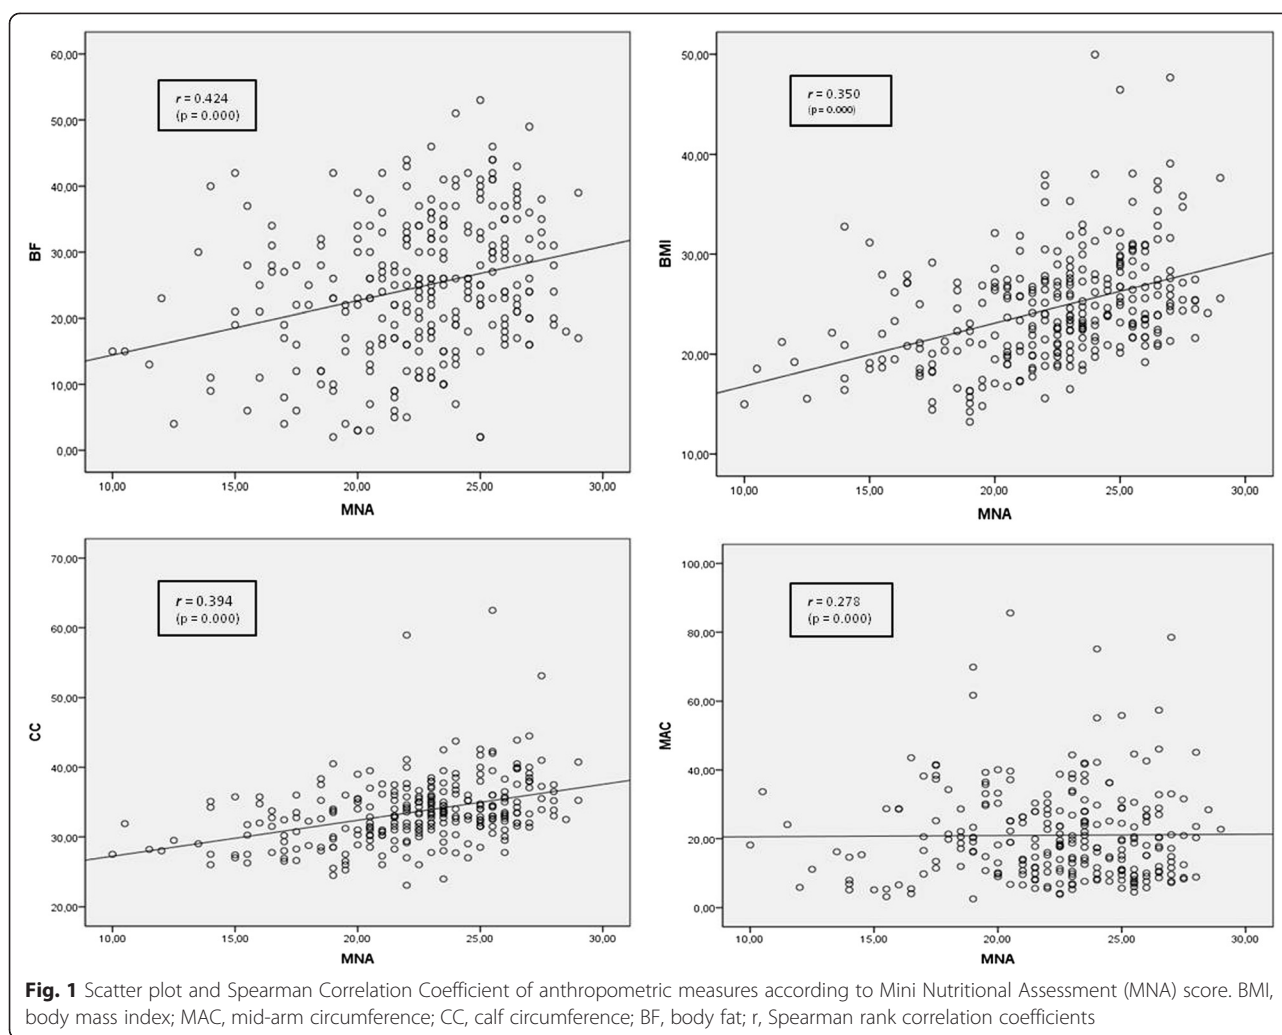 60,00
50,00
40,00
30,00
20,00
10,00
0,00
BF
r = 0.424
(p = 0.000)
10,00 15,00 20,00 25,00 30,00
MNA
50,00
40,00
30,00
20,00
10,00
BMI
r = 0.350
(p = 0.000)
10,00 15,00 20,00 25,00 30,00
MNA
70,00
60,00
50,00
40,00
30,00
20,00
CC
r = 0.394
(p = 0.000)
10,00 15,00 20,00 25,00 30,00
MNA
100,00
80,00
60,00
40,00
20,00
0,00
MAC
r = 0.278
(p = 0.000)
10,00 15,00 20,00 25,00 30,00
MNA
Fig. 1 Scatter plot and Spearman Correlation Coefficient of anthropometric measures according to Mini Nutritional Assessment (MNA) score. BMI,
body mass index; MAC, mid-arm circumference; CC, calf circumference; BF, body fat; r, Spearman rank correlation coefficients